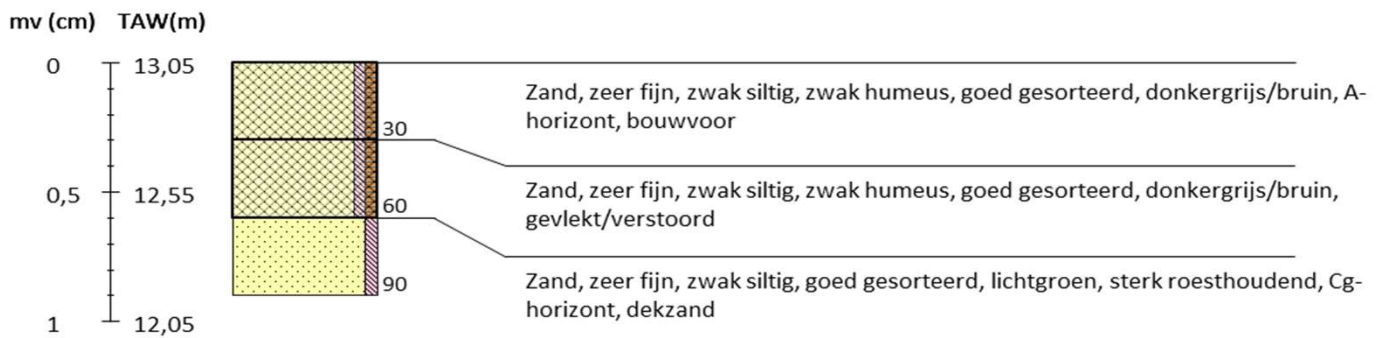 mv (cm) TAW(m)
0 13,05
Zand, zeer fijn, zwak siltig, zwak humeus, goed gesorteerd, donkergrijs/bruin, A-
horizont, bouwvoor
30
0,5 12,55
Zand, zeer fijn, zwak siltig, zwak humeus, goed gesorteerd, donkergrijs/bruin,
gevlekt/verstoord
60
Zand, zeer fijn, zwak siltig, goed gesorteerd, lichtgroen, sterk roesthoudend, Cg-
horizont, dekzand
90
1 12,05